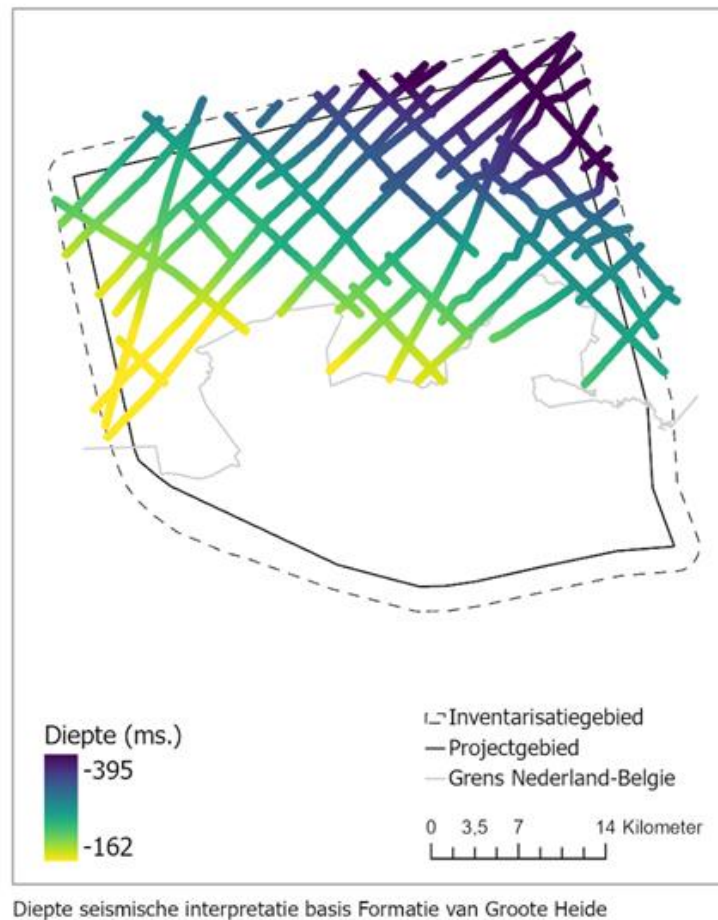 Diepte (ms.)
-395
-162
Inventarisatiegebied
Projectgebied
Grens Nederland-Belgie
0 3,5 7 14 Kilometer
Diepte seismische interpretatie basis Formatie van Groote Heide